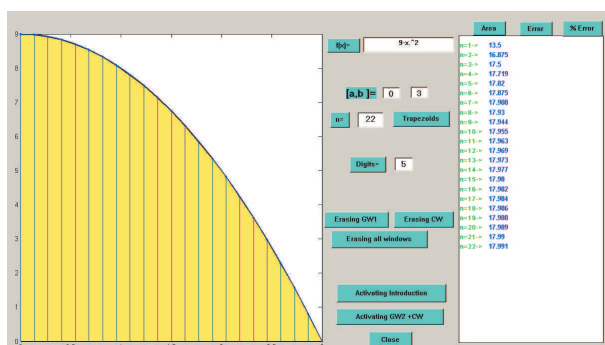 Area Error % Error
f(x)= 9-x.^2
[a,b ]= 0 3
n= 22 Trapezoids
Digits= 5
Erasing GW1 Erasing CW
Erasing all windows
Activating Introduction
Activating GW2 +CW
Close
n=1-> 13.5
n=2-> 16.875
n=3-> 17.5
n=4-> 17.719
n=5-> 17.82
n=6-> 17.875
n=7-> 17.908
n=8-> 17.93
n=9-> 17.944
n=10-> 17.955
n=11-> 17.963
n=12-> 17.969
n=13-> 17.973
n=14-> 17.977
n=15-> 17.98
n=16-> 17.982
n=17-> 17.984
n=18-> 17.986
n=19-> 17.988
n=20-> 17.989
n=21-> 17.99
n=22-> 17.991
9
8
7
6
5
4
3
2
1
0